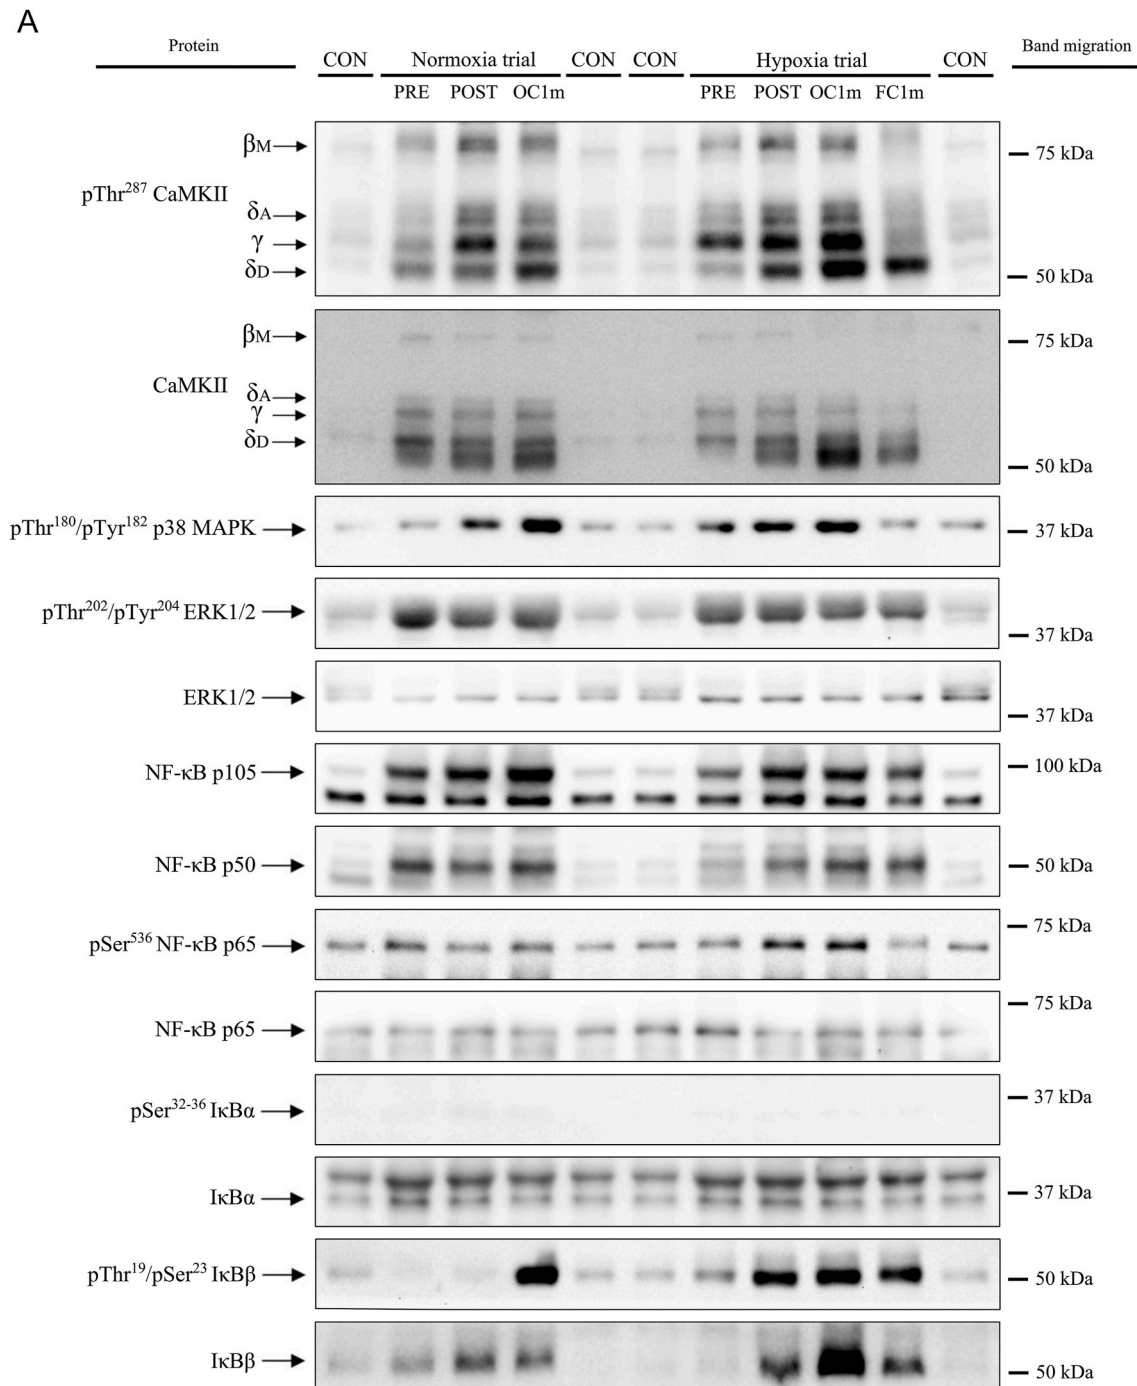 A
Protein
CON Normoxia trial CON CON Hypoxia trial CON
Band migration
PRE POST OC1m PRE POST OC1m FC1m
βM
75 kDa
pThr287 CaMKII
δA
γ
δD
50 kDa
βM
75 kDa
CaMKII
δA
γ
δD
50 kDa
pThr180/pTyr182 p38 MAPK
37 kDa
pThr202/pTyr204 ERK1/2
37 kDa
ERK1/2
37 kDa
NF-κB p105
100 kDa
NF-κB p50
50 kDa
pSer536 NF-κB p65
75 kDa
NF-κB p65
75 kDa
pSer32-36 IκBα
37 kDa
IκBα
37 kDa
pThr19/pSer23 IκBβ
50 kDa
IκBβ
50 kDa